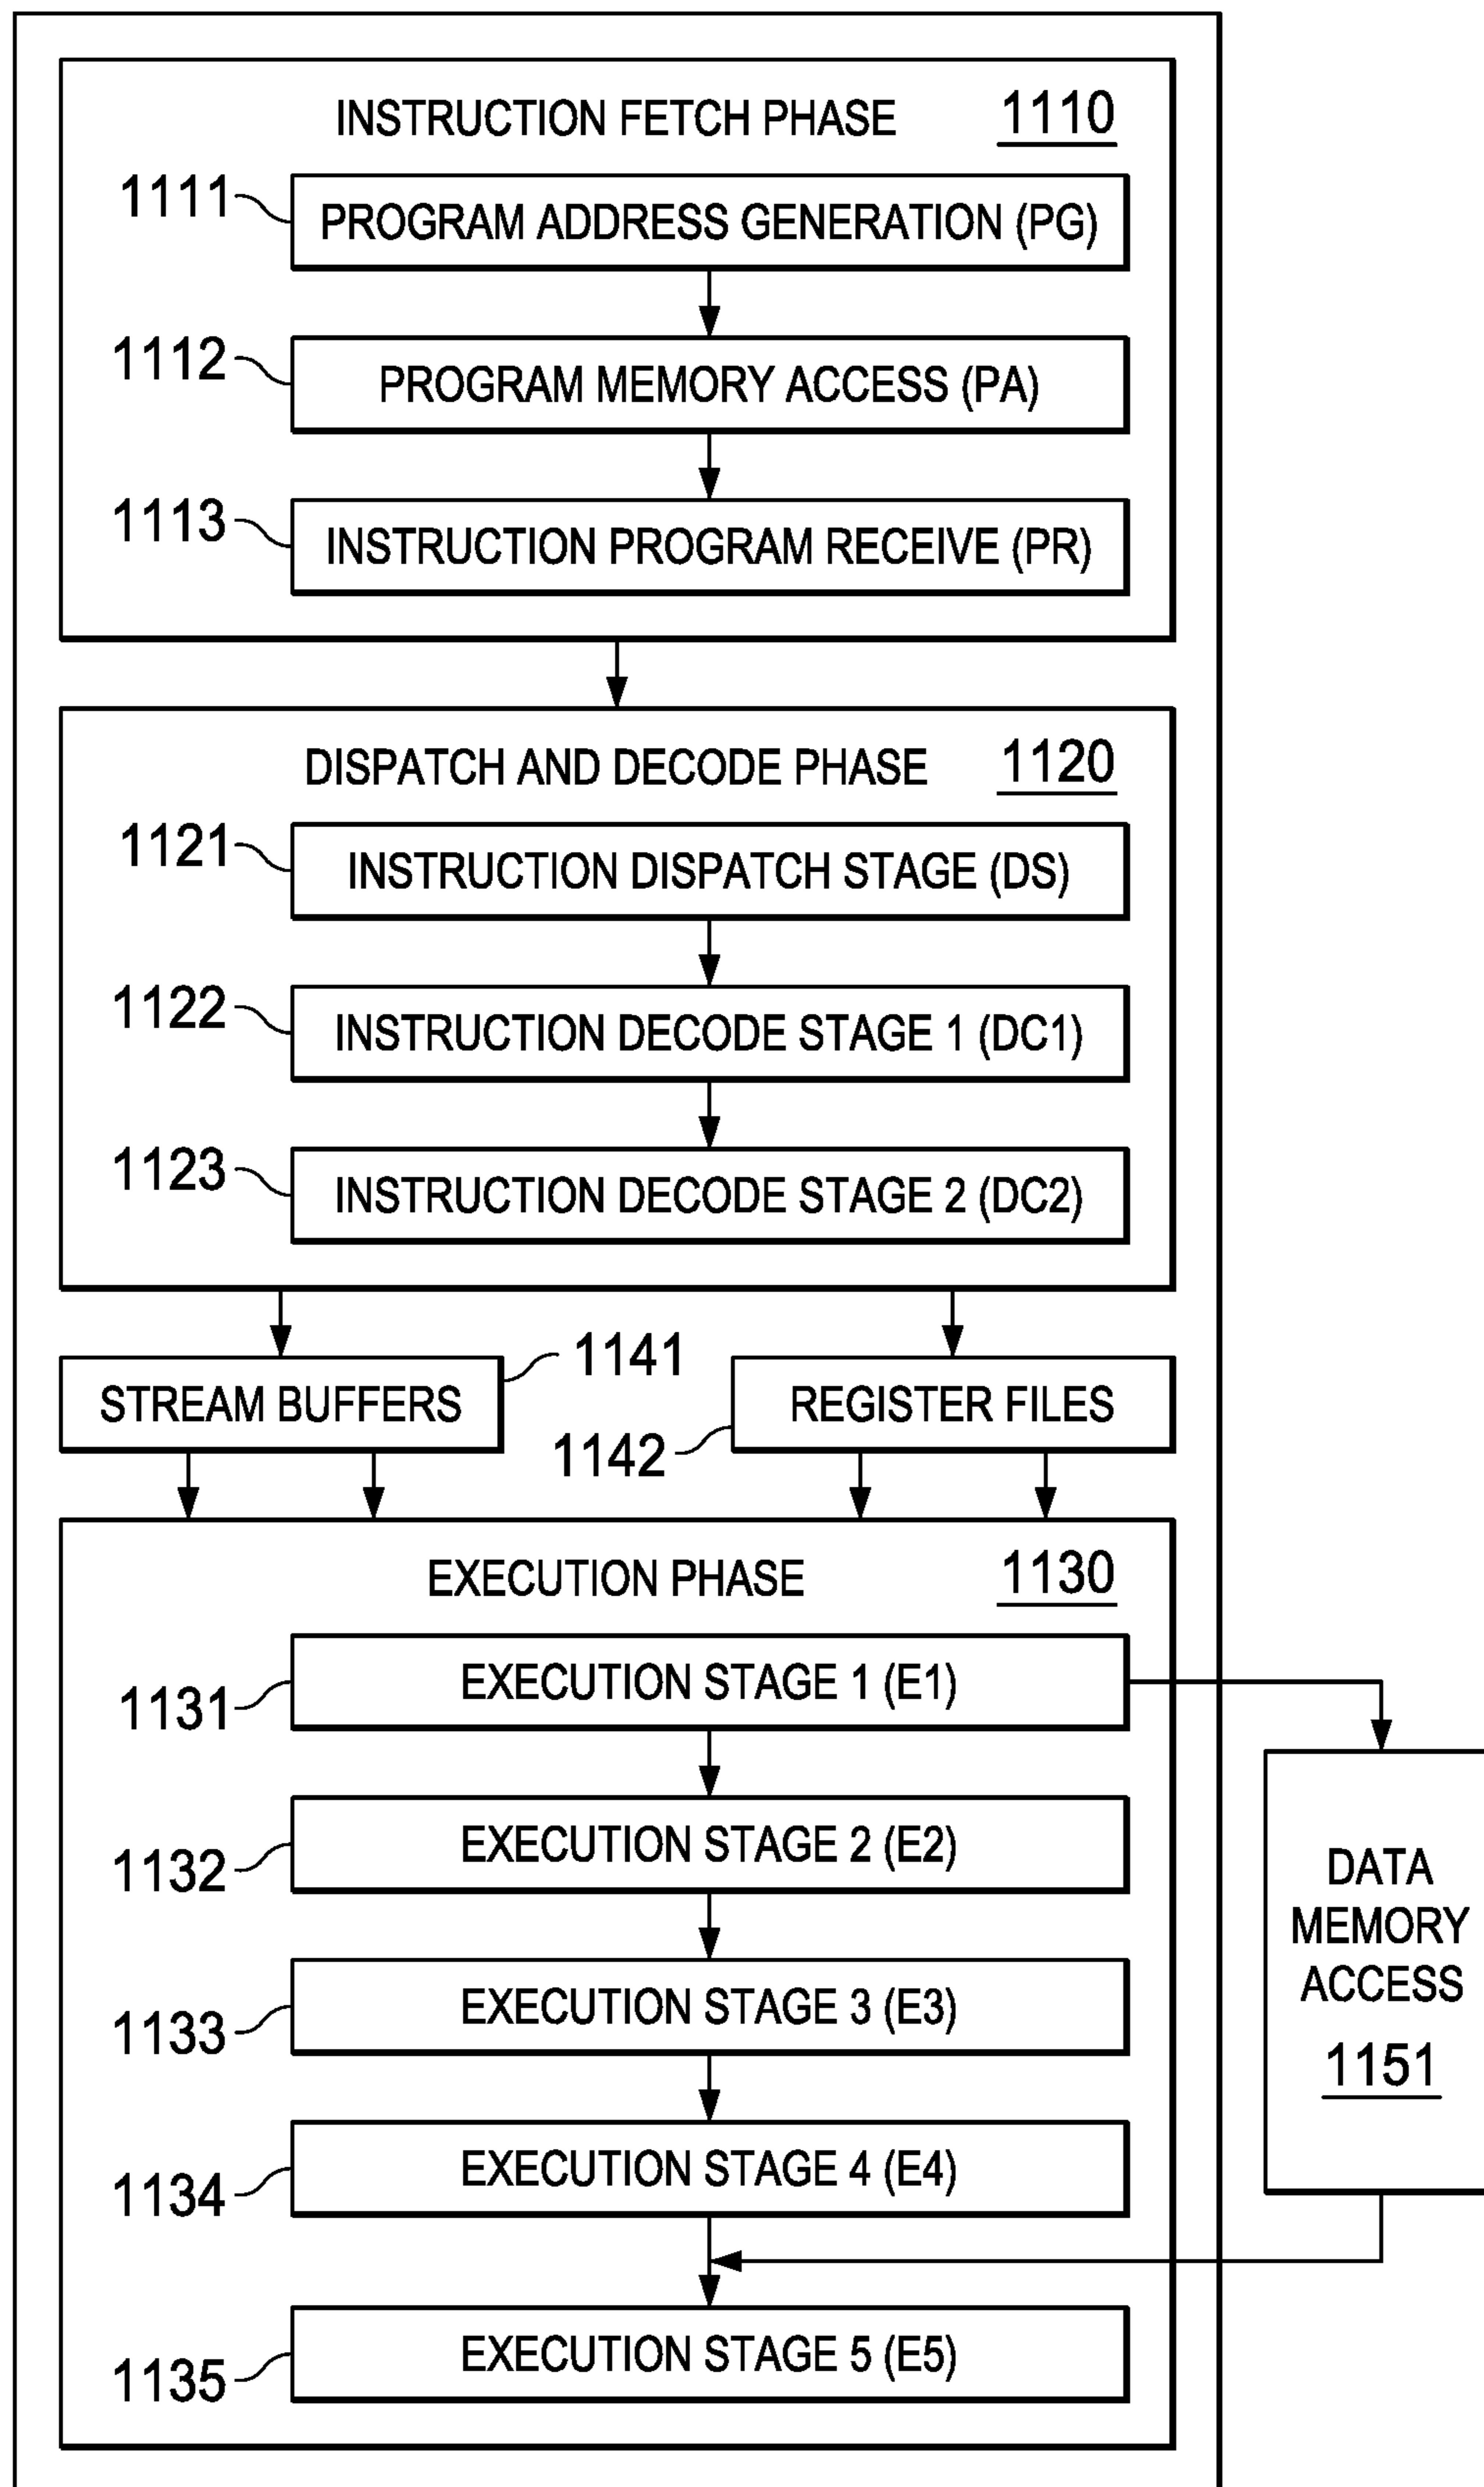 INSTRUCTION FETCH PHASE 1110
1111 PROGRAM ADDRESS GENERATION (PG)
1112 PROGRAM MEMORY ACCESS (PA)
1113 INSTRUCTION PROGRAM RECEIVE (PR)
DISPATCH AND DECODE PHASE 1120
1121 INSTRUCTION DISPATCH STAGE (DS)
1122 INSTRUCTION DECODE STAGE 1 (DC1)
1123 INSTRUCTION DECODE STAGE 2 (DC2)
STREAM BUFFERS 1141
1142 REGISTER FILES
EXECUTION PHASE 1130
1131 EXECUTION STAGE 1 (E1)
1132 EXECUTION STAGE 2 (E2)
1133 EXECUTION STAGE 3 (E3)
1134 EXECUTION STAGE 4 (E4)
1135 EXECUTION STAGE 5 (E5)
DATA
MEMORY
ACCESS
1151